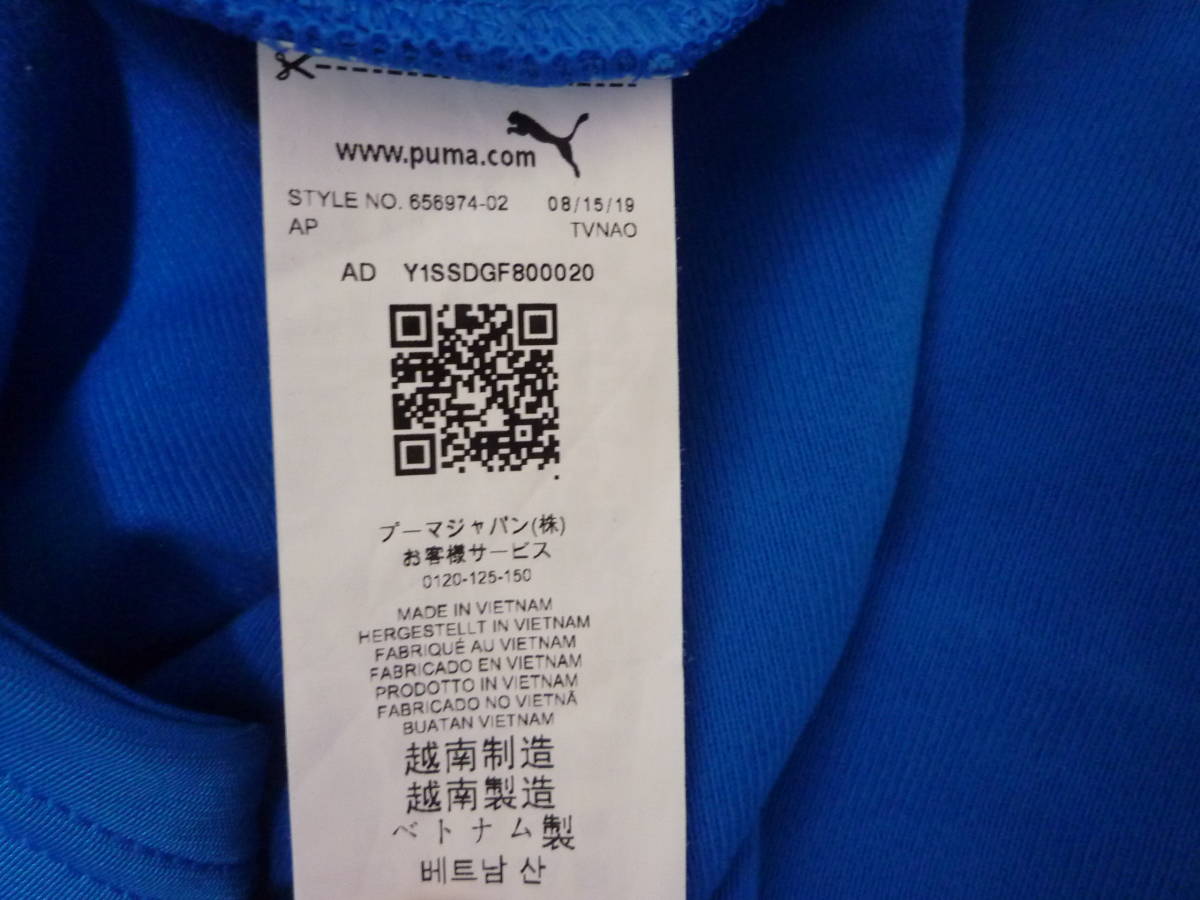 www.puma.com
STYLE NO. 656974-02 08/15/19
AP TVNAO
AD Y1SSDGF800020
プーマジャパン(株)
お客様サービス
0120-125-150
MADE IN VIETNAM
HERGESTELLT IN VIETNAM
FABRIQUÉ AU VIETNAM
FABRICADO EN VIETNAM
PRODOTTO IN VIETNAM
FABRICADO NO VIETNÃ
BUATAN VIETNAM
越南制造
越南製造
ベトナム製
베트남 산